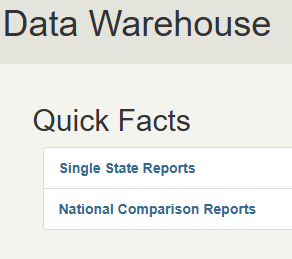 Data Warehouse
Quick Facts
Single State Reports
National Comparison Reports